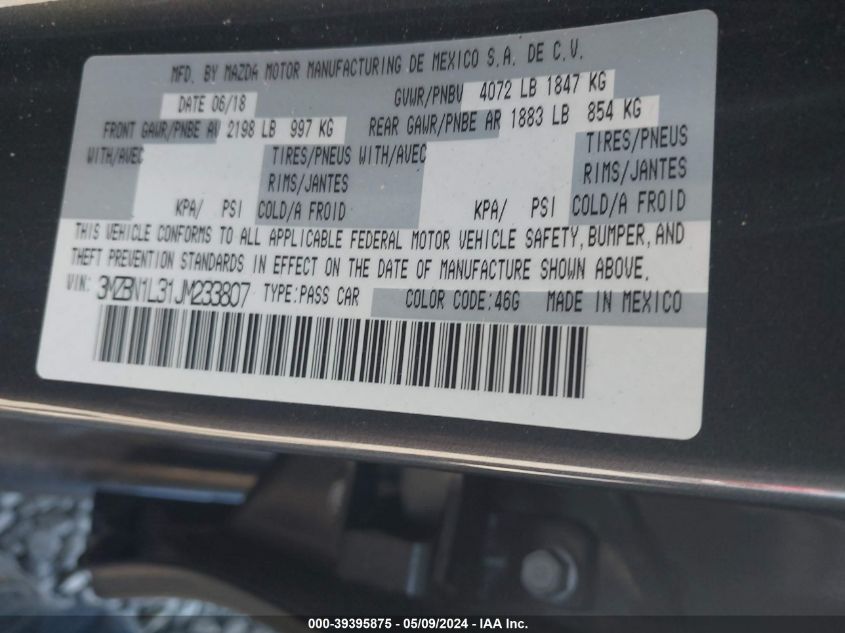 MFD. BY MAZDA MOTOR MANUFACTURING DE MEXICO S.A. DE C.V.
DATE 06/18 GVWR/PNBV 4072 LB 1847 KG
FRONT GAWR/PNBE AV 2198 LB 997 KG REAR GAWR/PNBE AR 1883 LB 854 KG
WITH/AVEC TIRES/PNEUS WITH/AVEC TIRES/PNEUS
RIMS/JANTES RIMS/JANTES
KPA/ PSI COLD/A FROID KPA/ PSI COLD/A FROID
THIS VEHICLE CONFORMS TO ALL APPLICABLE FEDERAL MOTOR VEHICLE SAFETY, BUMPER, AND
THEFT PREVENTION STANDARDS IN EFFECT ON THE DATE OF MANUFACTURE SHOWN ABOVE.
VIN: 3MZBN1L31JM233807 TYPE:PASS CAR COLOR CODE:46G MADE IN MEXICO
000-39395875 - 05/09/2024 - IAA Inc.